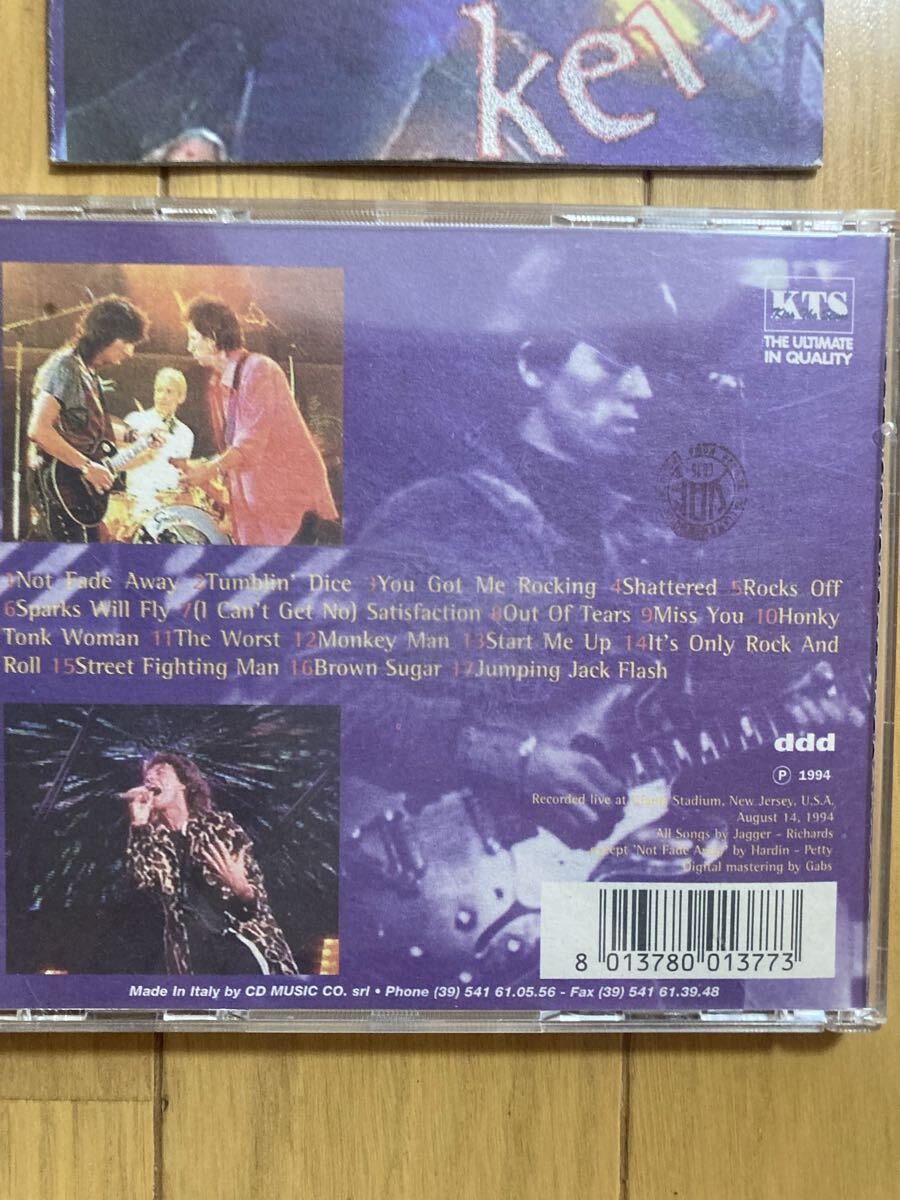 kei
KTS
THE ULTIMATE
IN QUALITY
1Not Fade Away 2Tumblin' Dice 3You Got Me Rocking 4Shattered 5Rocks Off
6Sparks Will Fly 7(I Can't Get No) Satisfaction 8Out Of Tears 9Miss You 10Honky
Tonk Woman 11The Worst 12Monkey Man 13Start Me Up 14It's Only Rock And
Roll 15Street Fighting Man 16Brown Sugar 17Jumping Jack Flash
ddd
℗ 1994
Recorded live at Giants Stadium, New Jersey, U.S.A.
August 14, 1994
All Songs by Jagger - Richards
except 'Not Fade Away' by Hardin - Petty
Digital mastering by Gabs
8 013780 013773
Made In Italy by CD MUSIC CO. srl • Phone (39) 541 61.05.56 - Fax (39) 541 61.39.48